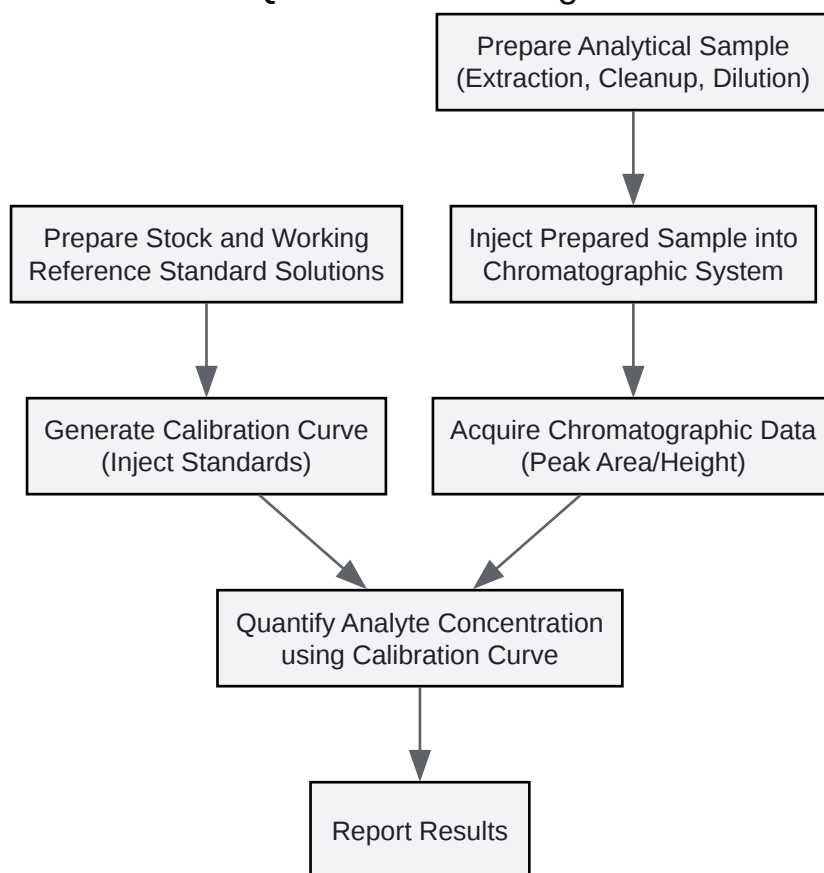 Prepare Analytical Sample
(Extraction, Cleanup, Dilution)
Prepare Stock and Working
Reference Standard Solutions
Inject Prepared Sample into
Chromatographic System
Generate Calibration Curve
(Inject Standards)
Acquire Chromatographic Data
(Peak Area/Height)
Quantify Analyte Concentration
using Calibration Curve
Report Results